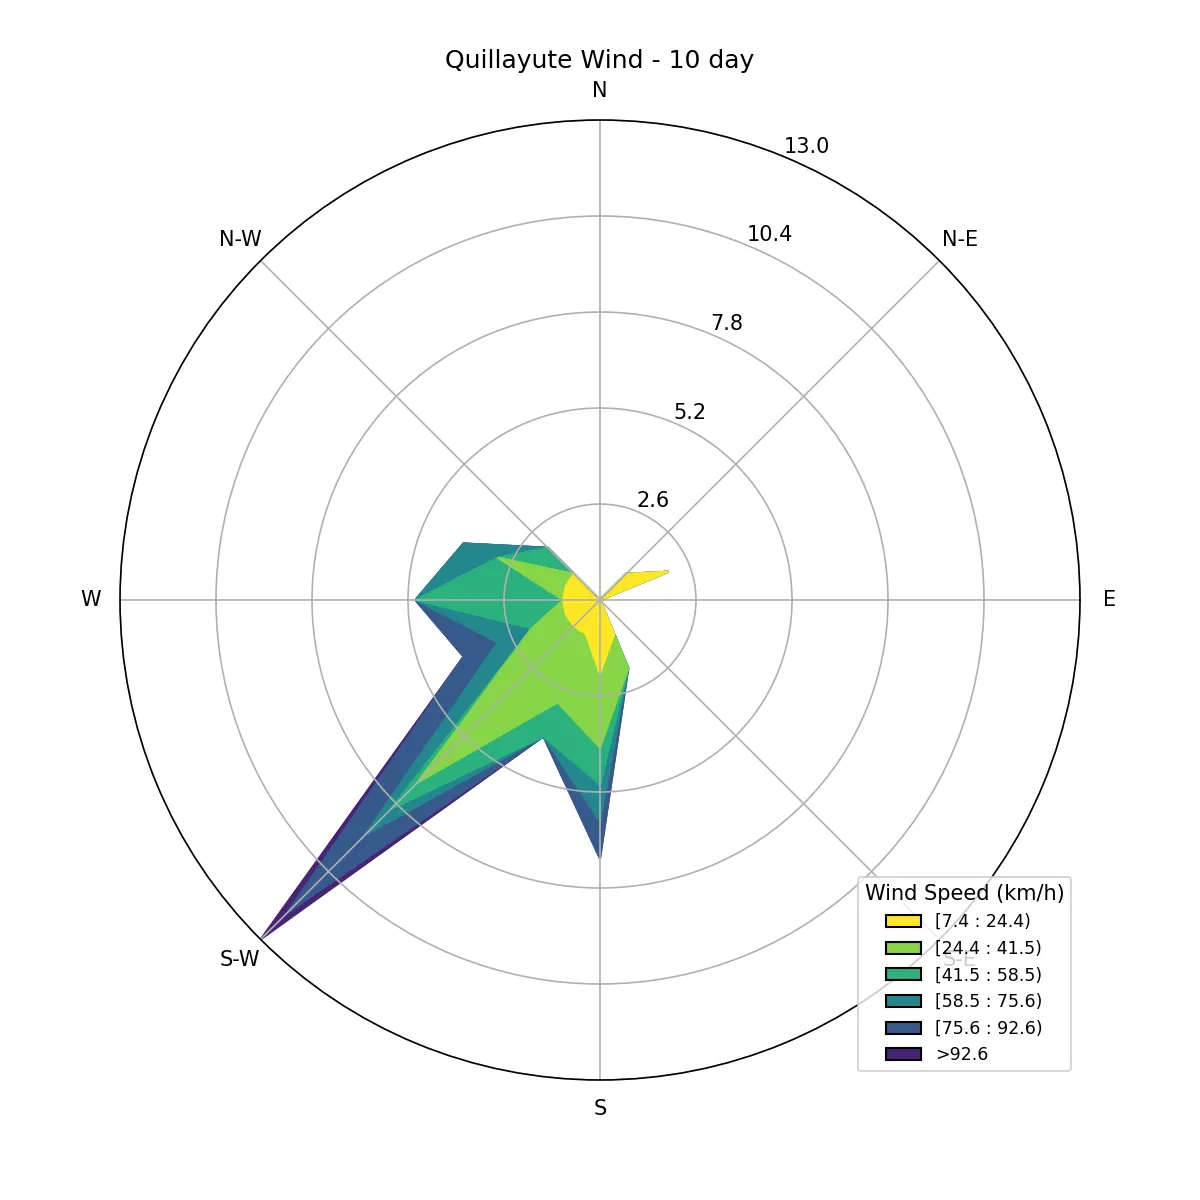 Quillayute Wind - 10 day
N
13.0
N-W
10.4
N-E
7.8
5.2
2.6
W
E
Wind Speed (km/h)
[7.4 : 24.4)
[24.4 : 41.5)
S-W
S-E
[41.5 : 58.5)
[58.5 : 75.6)
[75.6 : 92.6)
>92.6
S